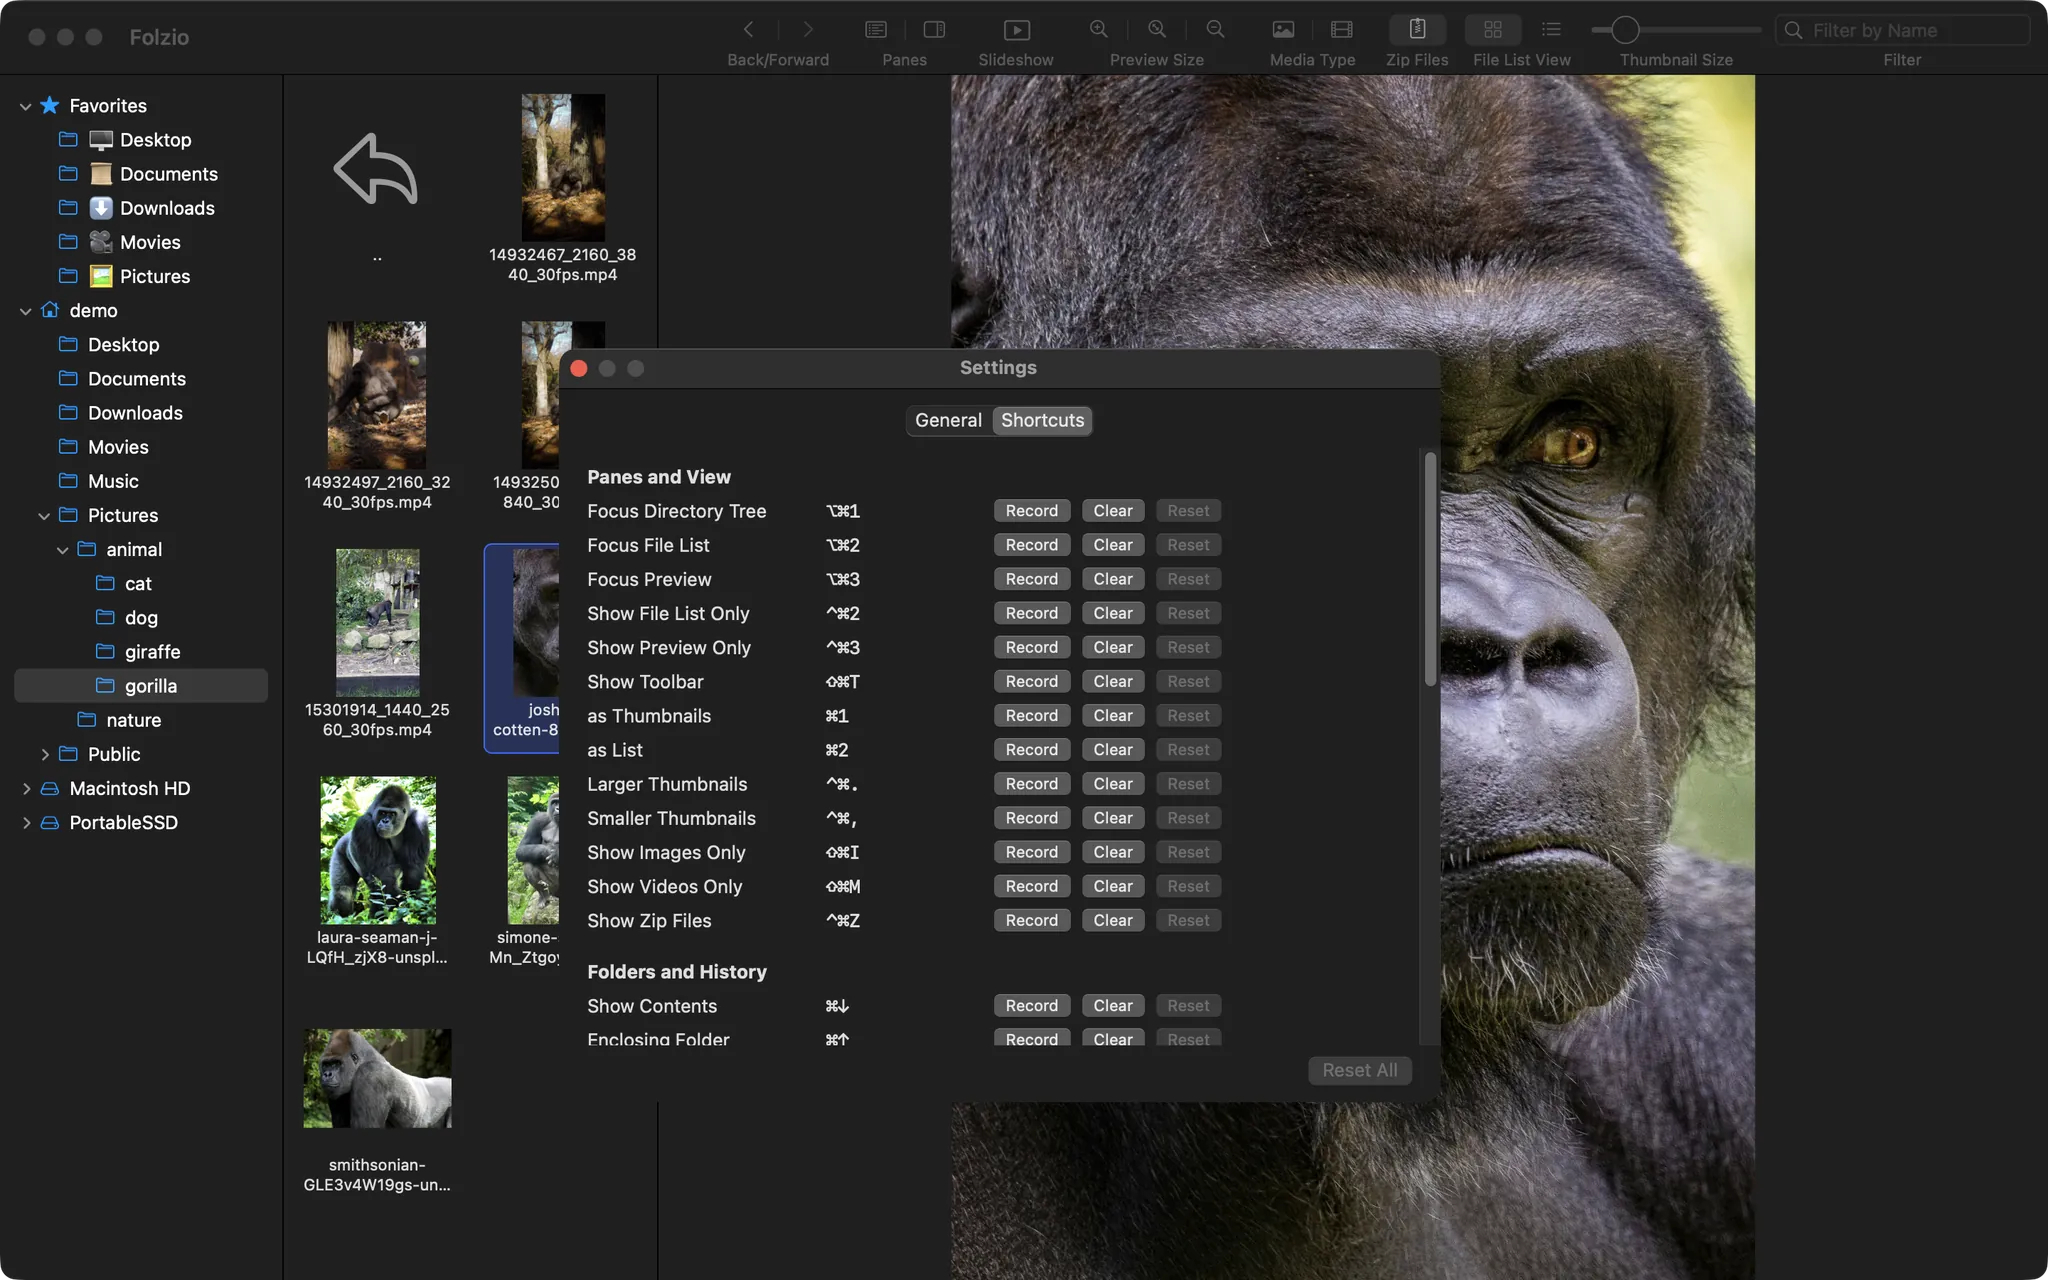 Folzio
Back/Forward
Panes
Slideshow
Preview Size
Media Type
Zip Files
File List View
Thumbnail Size
Filter by Name
Filter
Favorites
Desktop
Documents
Downloads
Movies
Pictures
demo
Desktop
Documents
Downloads
Movies
Music
Pictures
animal
cat
dog
giraffe
gorilla
nature
Public
Macintosh HD
PortableSSD
..
14932467_2160_38
40_30fps.mp4
14932497_2160_32
40_30fps.mp4
1493250
840_30
15301914_1440_25
60_30fps.mp4
josh
cotten-8
laura-seaman-j-
LQfH_zjX8-unspl...
simone-
Mn_Ztgoy
smithsonian-
GLE3v4W19gs-un...
Settings
General Shortcuts
Panes and View
Focus Directory Tree ⌥⌘1 Record Clear Reset
Focus File List ⌥⌘2 Record Clear Reset
Focus Preview ⌥⌘3 Record Clear Reset
Show File List Only ^⌘2 Record Clear Reset
Show Preview Only ^⌘3 Record Clear Reset
Show Toolbar ⇧⌘T Record Clear Reset
as Thumbnails ⌘1 Record Clear Reset
as List ⌘2 Record Clear Reset
Larger Thumbnails ^⌘. Record Clear Reset
Smaller Thumbnails ^⌘, Record Clear Reset
Show Images Only ⇧⌘I Record Clear Reset
Show Videos Only ⇧⌘M Record Clear Reset
Show Zip Files ^⌘Z Record Clear Reset
Folders and History
Show Contents ⌘↓ Record Clear Reset
Enclosing Folder ⌘↑ Record Clear Reset
Reset All